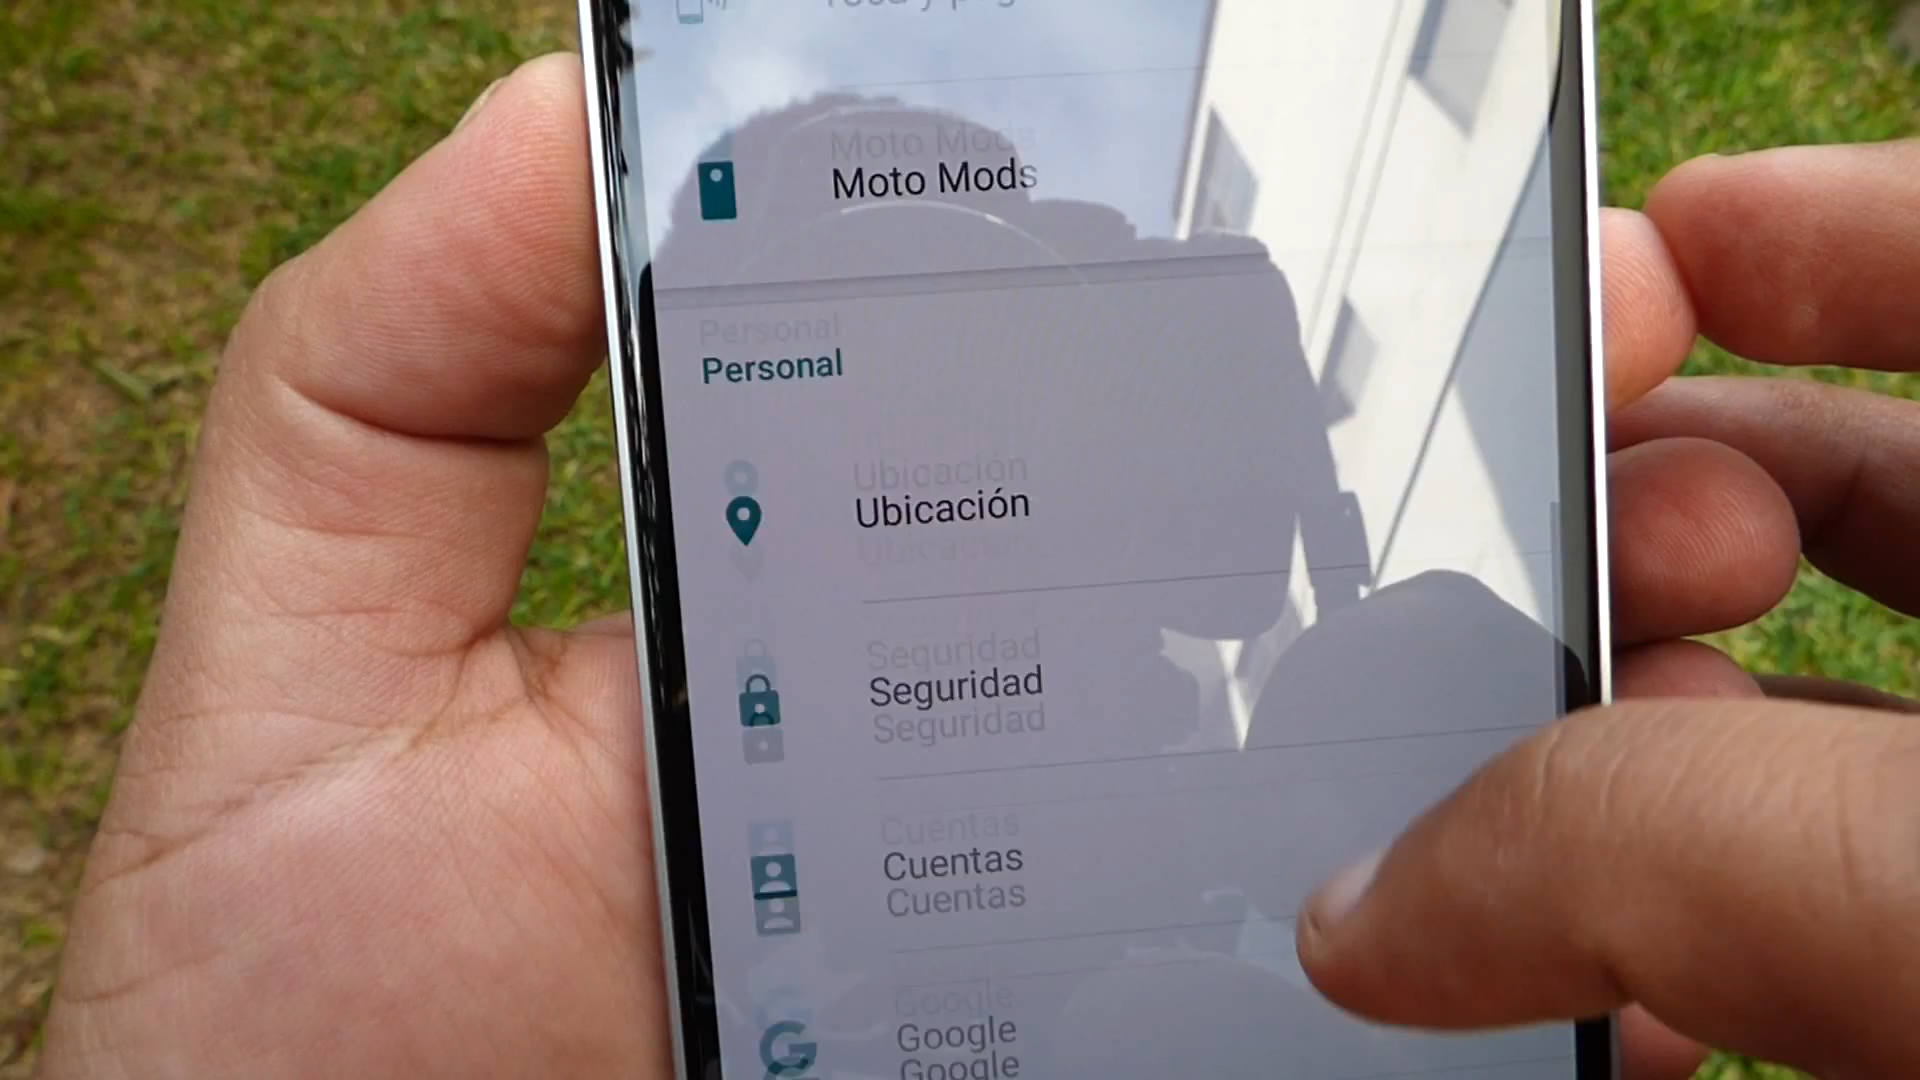 Moto Mods
Personal
Ubicación
Seguridad
Cuentas
Google